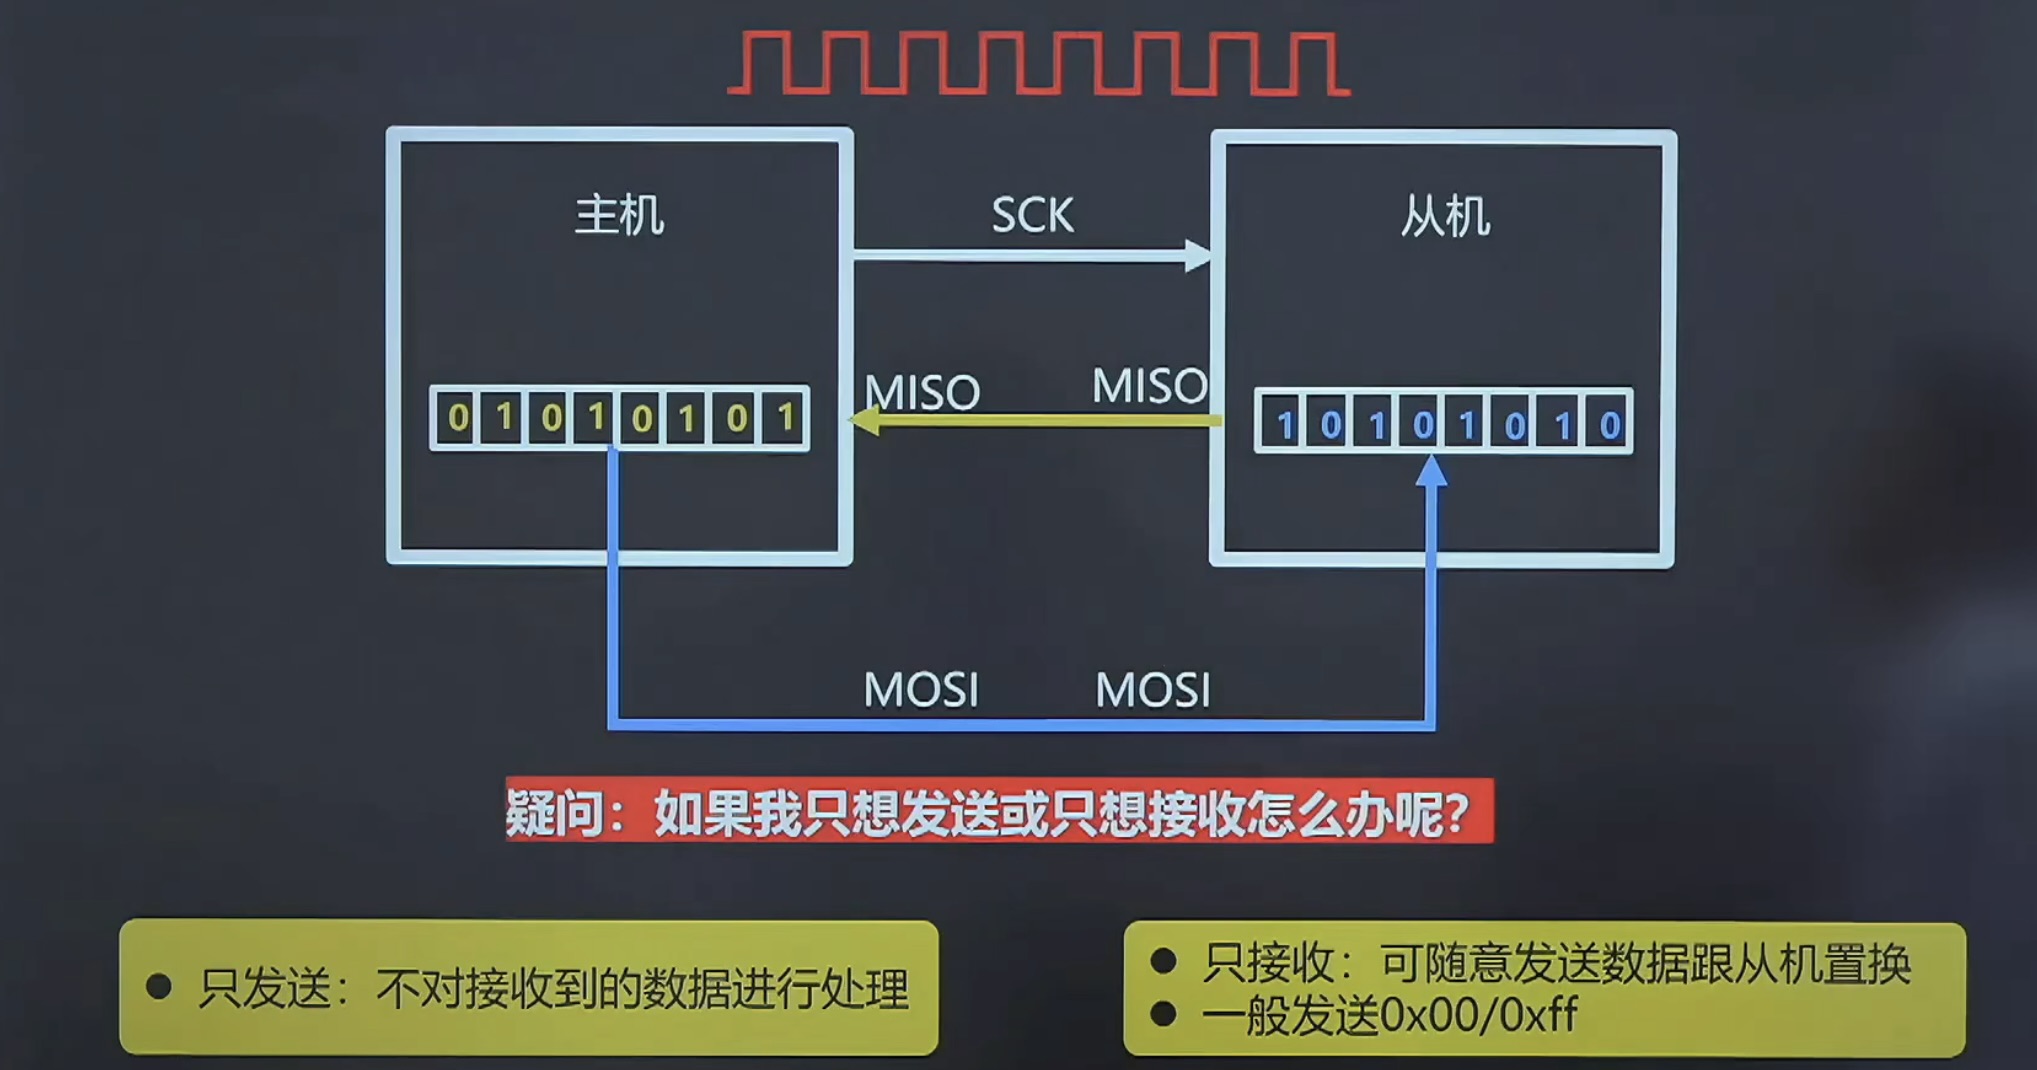 主机
SCK
从机
MISO
MISO
0 1 0 1 0 1 0 1
1 0 1 0 1 0 1 0
MOSI
MOSI
疑问：如果我只想发送或只想接收怎么办呢？
● 只发送：不对接收到的数据进行处理
● 只接收：可随意发送数据跟从机置换
● 一般发送0x00/0xff